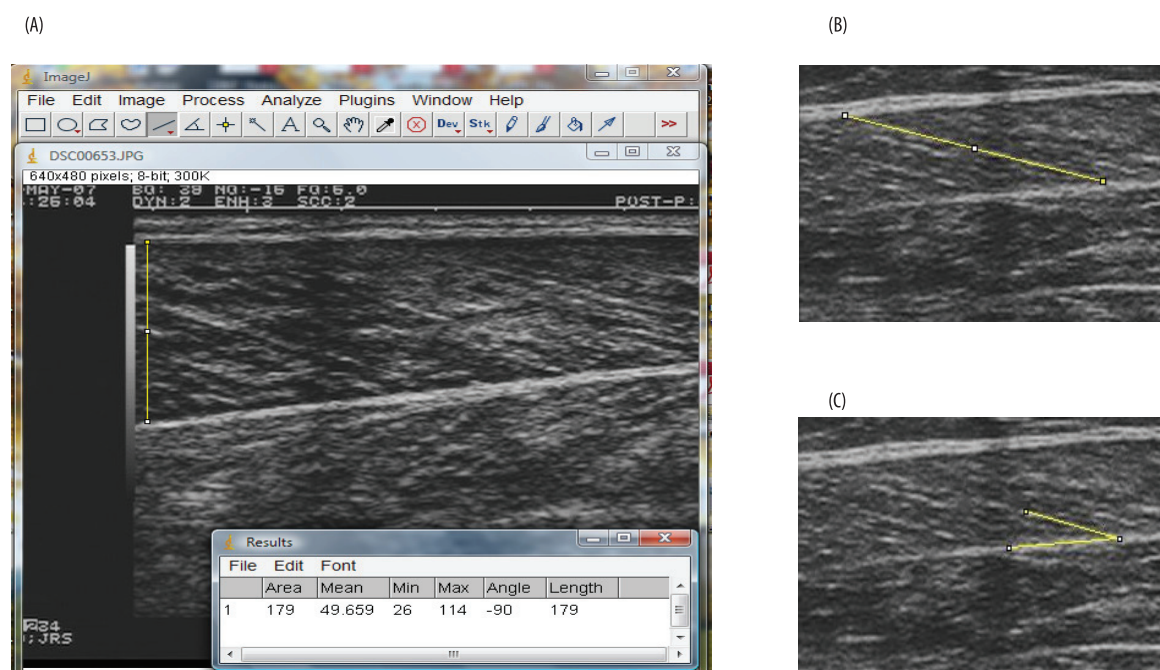 (A)
(B)
ImageJ
File Edit Image Process Analyze Plugins Window Help
Dev Stk >>
DSC00653.JPG
640x480 pixels; 8-bit; 300K
MAY-07 BG: 38 NG:-16 FQ:6.0
:26:04 DYN:2 ENH:3 SCC:2 POST-P:
(C)
Results
File Edit Font
Area Mean Min Max Angle Length
1 179 49.659 26 114 -90 179
;JRS